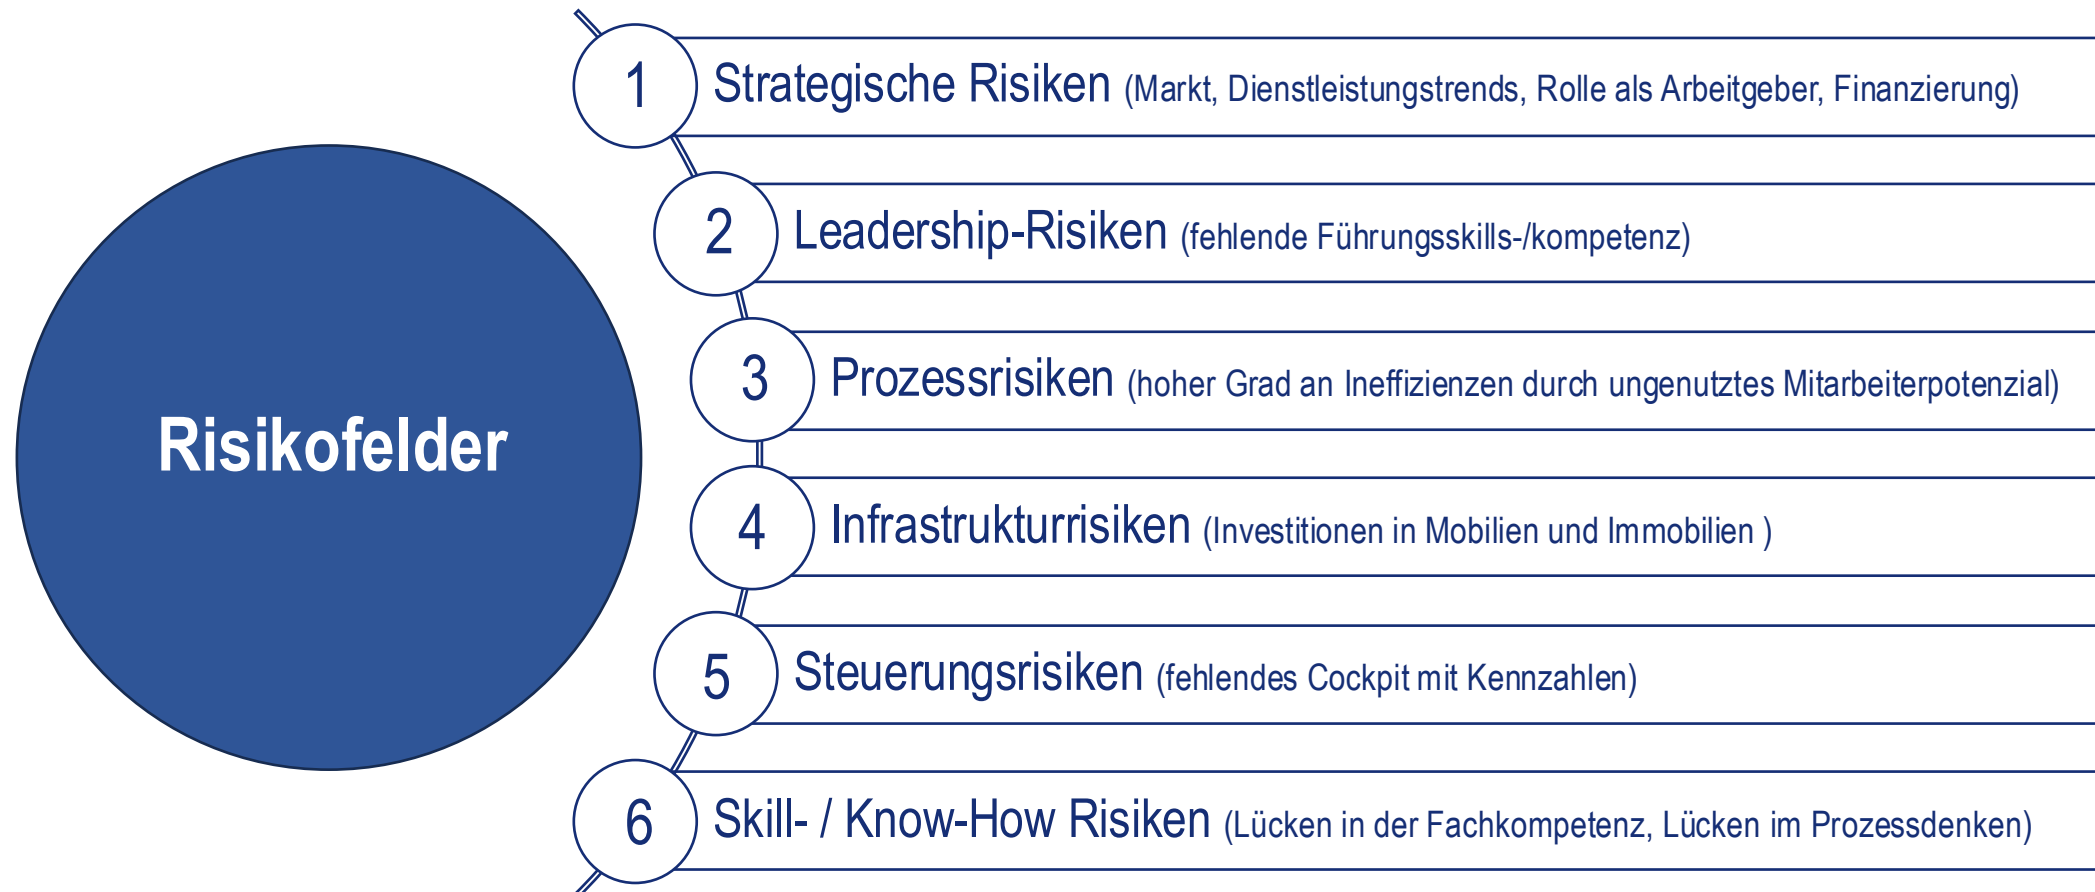 Risikofelder
1
Strategische Risiken (Markt, Dienstleistungstrends, Rolle als Arbeitgeber, Finanzierung)
2
Leadership-Risiken (fehlende Führungsskills-/kompetenz)
3
Prozessrisiken (hoher Grad an Ineffizienzen durch ungenutztes Mitarbeiterpotenzial)
4
Infrastrukturrisiken (Investitionen in Mobilien und Immobilien )
5
Steuerungsrisiken (fehlendes Cockpit mit Kennzahlen)
6
Skill- / Know-How Risiken (Lücken in der Fachkompetenz, Lücken im Prozessdenken)